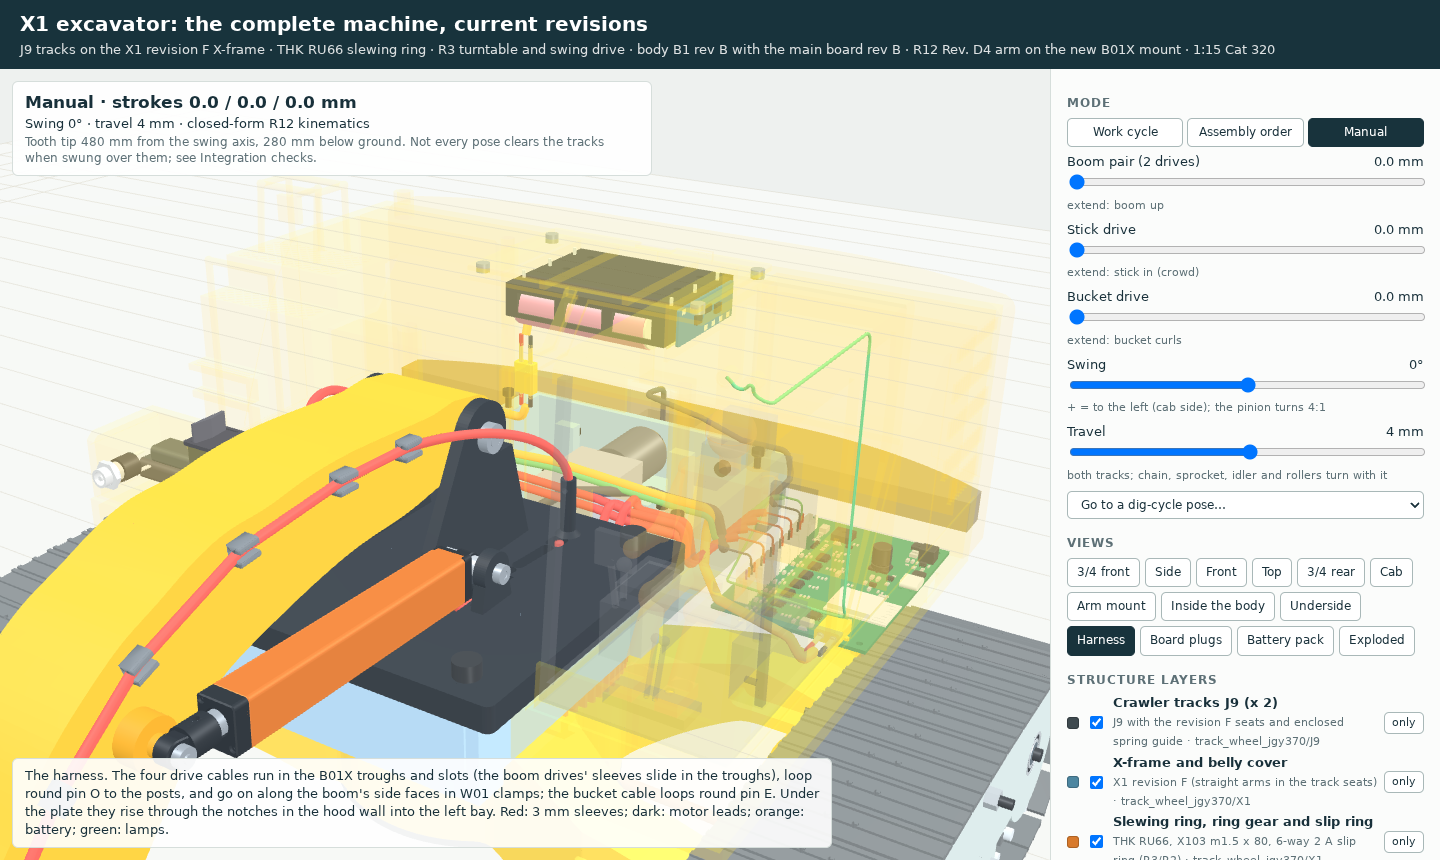 X1 excavator: the complete machine, current revisions
J9 tracks on the X1 revision F X-frame · THK RU66 slewing ring · R3 turntable and swing drive · body B1 rev B with the main board rev B · R12 Rev. D4 arm on the new B01X mount · 1:15 Cat 320
Manual · strokes 0.0 / 0.0 / 0.0 mm
Swing 0° · travel 4 mm · closed-form R12 kinematics
Tooth tip 480 mm from the swing axis, 280 mm below ground. Not every pose clears the tracks
when swung over them; see Integration checks.
The harness. The four drive cables run in the B01X troughs and slots (the boom drives' sleeves slide in the troughs), loop
round pin O to the posts, and go on along the boom's side faces in W01 clamps; the bucket cable loops round pin E. Under
the plate they rise through the notches in the hood wall into the left bay. Red: 3 mm sleeves; dark: motor leads; orange:
battery; green: lamps.
MODE
Work cycle Assembly order Manual
Boom pair (2 drives) 0.0 mm
extend: boom up
Stick drive 0.0 mm
extend: stick in (crowd)
Bucket drive 0.0 mm
extend: bucket curls
Swing 0°
+ = to the left (cab side); the pinion turns 4:1
Travel 4 mm
both tracks; chain, sprocket, idler and rollers turn with it
Go to a dig-cycle pose...
VIEWS
3/4 front Side Front Top 3/4 rear Cab
Arm mount Inside the body Underside
Harness Board plugs Battery pack Exploded
STRUCTURE LAYERS
Crawler tracks J9 (x 2)
J9 with the revision F seats and enclosed only
spring guide · track_wheel_jgy370/J9
X-frame and belly cover
X1 revision F (straight arms in the track seats) only
· track_wheel_jgy370/X1
Slewing ring, ring gear and slip ring
THK RU66, X103 m1.5 x 80, 6-way 2 A slip only
ring (R3/R2) · track_wheel_jgy370/X1